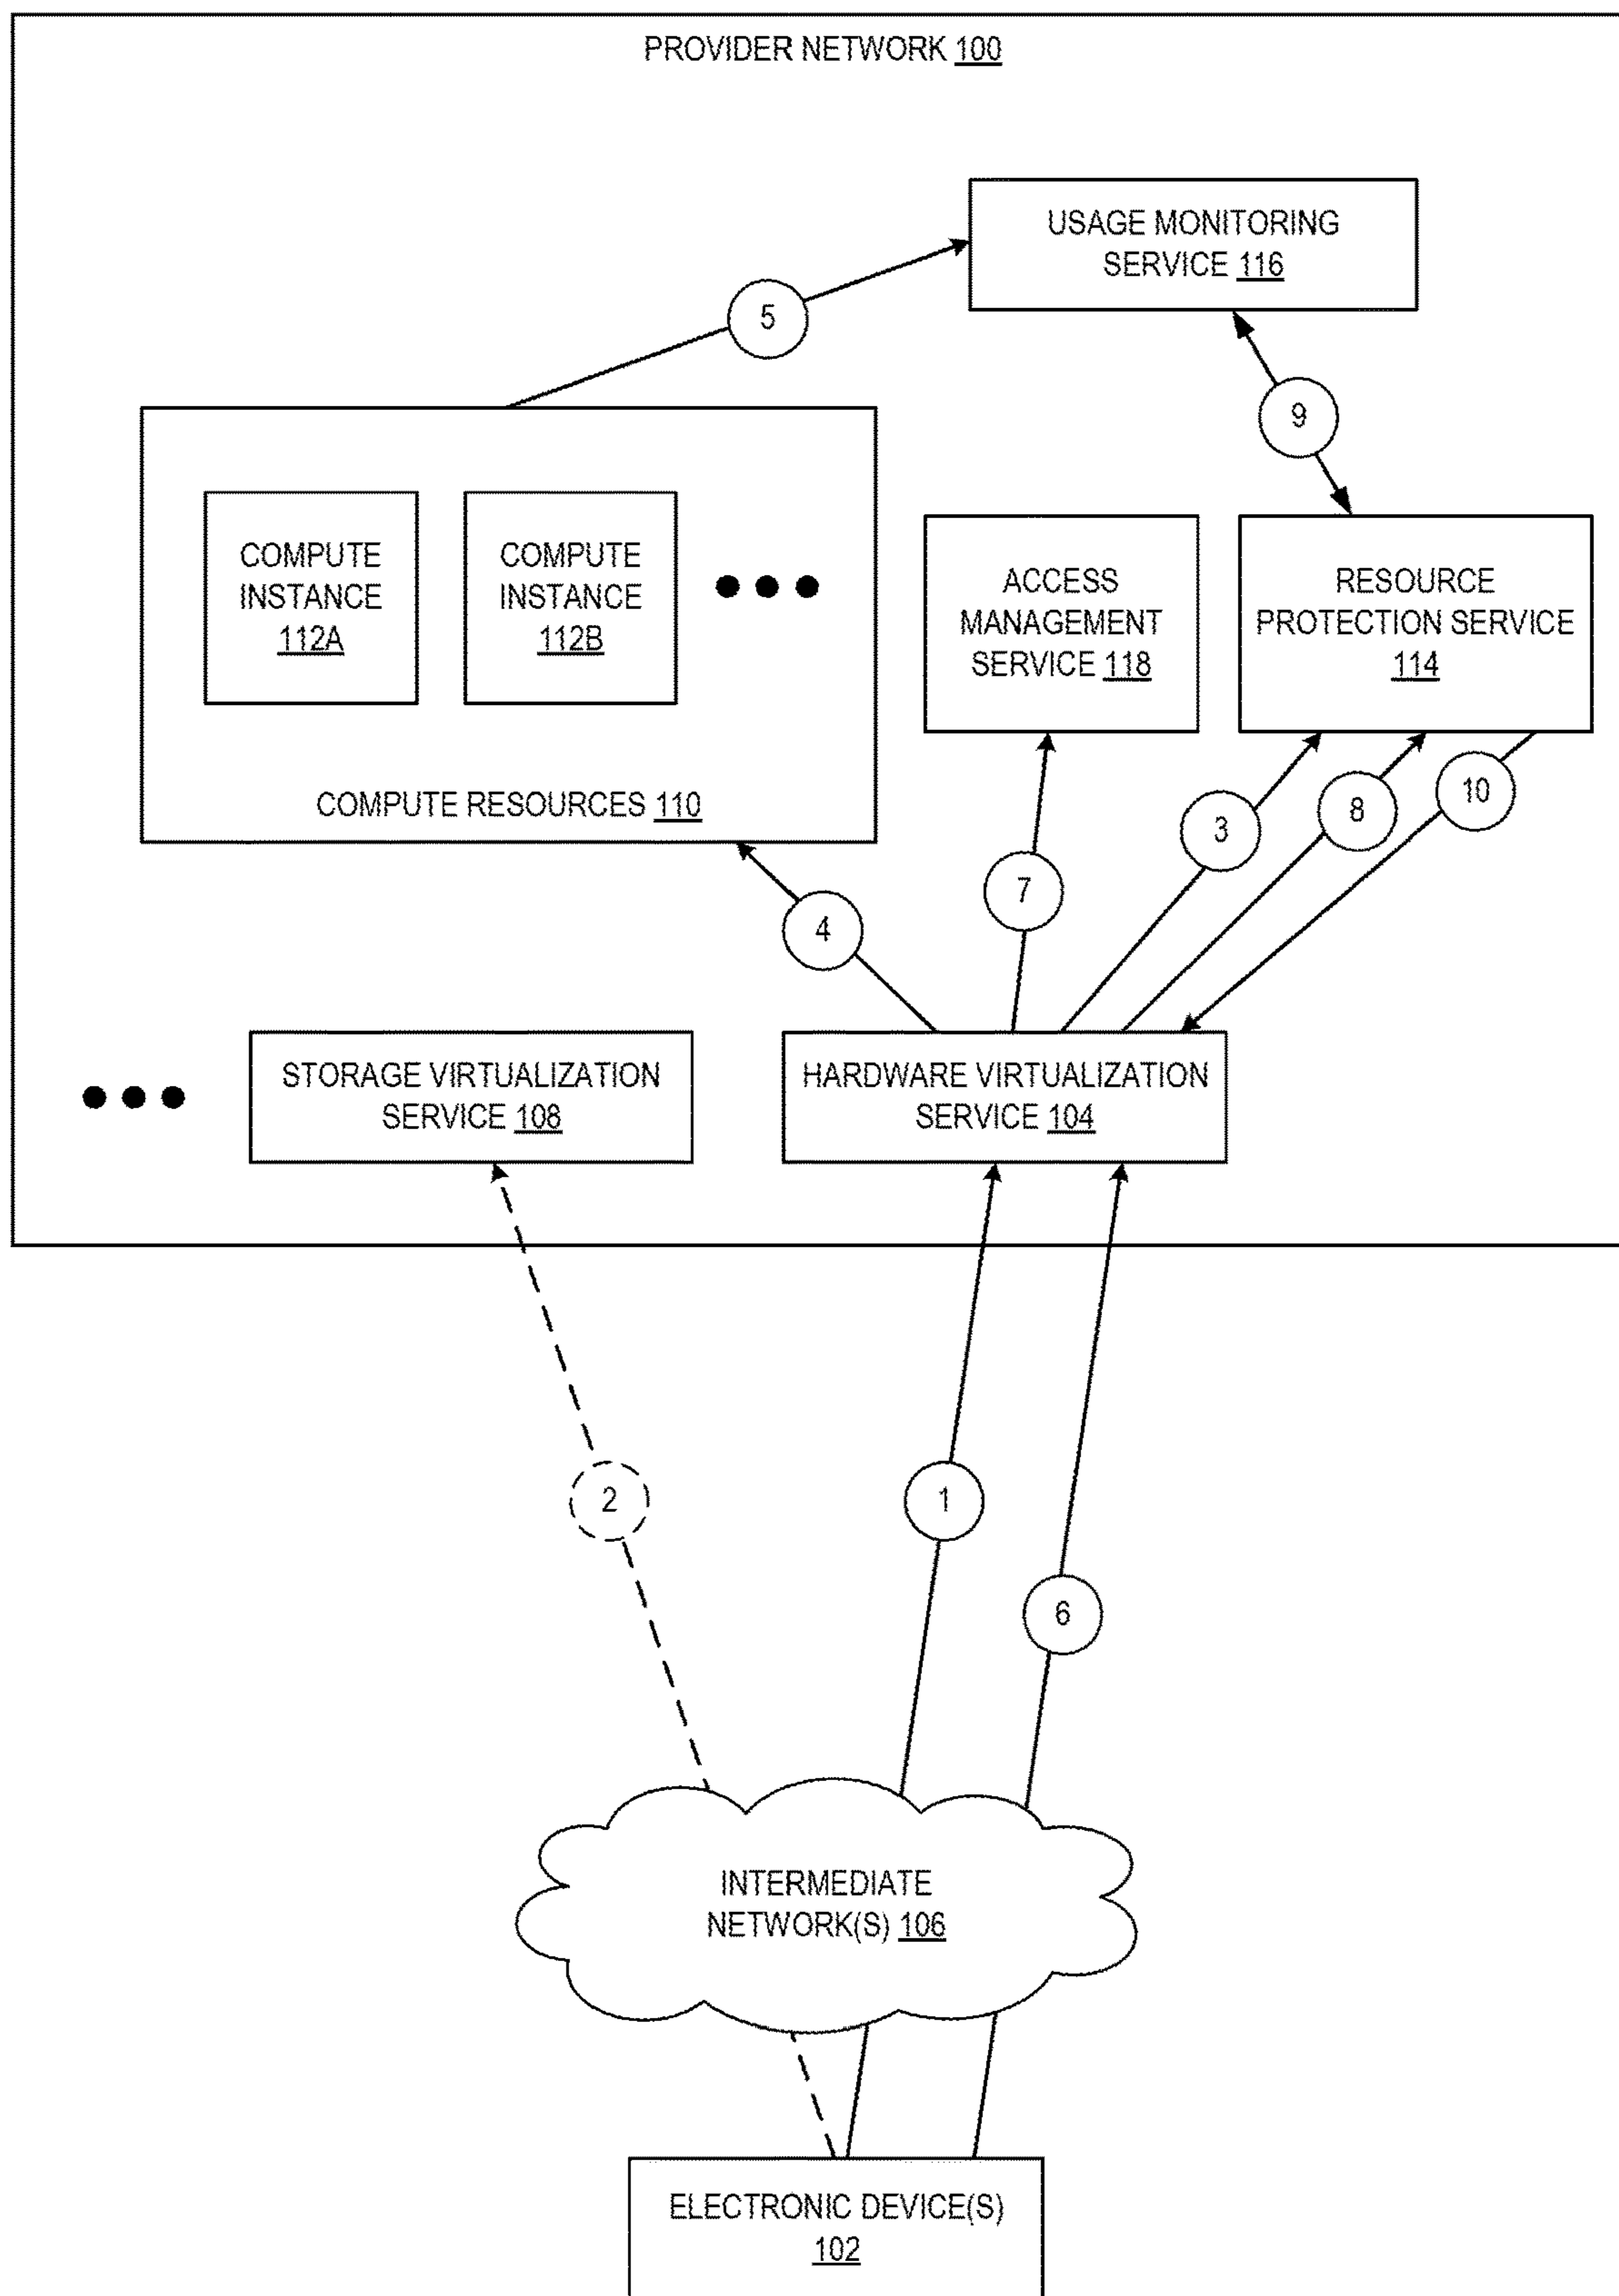 PROVIDER NETWORK 100
USAGE MONITORING
SERVICE 116
5
9
COMPUTE
INSTANCE
112A
COMPUTE
INSTANCE
112B
ACCESS
MANAGEMENT
SERVICE 118
RESOURCE
PROTECTION SERVICE
114
COMPUTE RESOURCES 110
10
8
3
7
4
STORAGE VIRTUALIZATION
SERVICE 108
HARDWARE VIRTUALIZATION
SERVICE 104
2
1
6
INTERMEDIATE
NETWORK(S) 106
ELECTRONIC DEVICE(S)
102